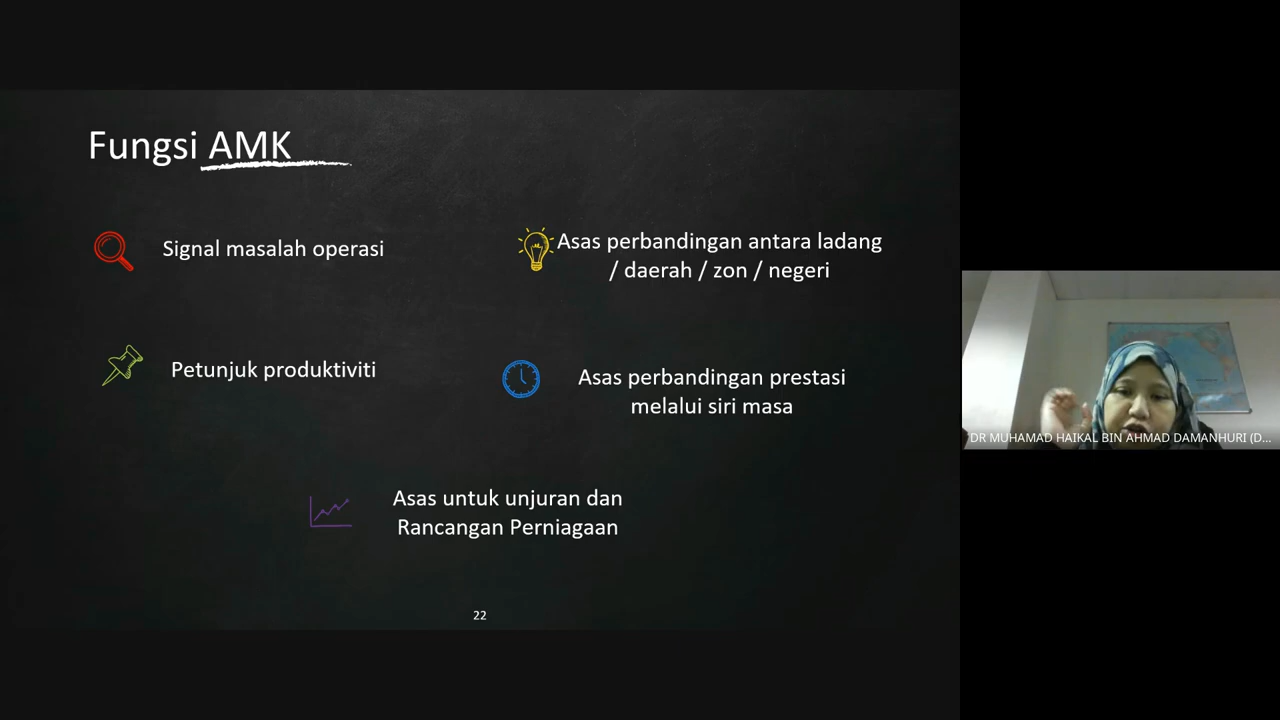 Fungsi AMK
Signal masalah operasi
Asas perbandingan antara ladang
/ daerah / zon / negeri
Petunjuk produktiviti
Asas perbandingan prestasi
melalui siri masa
Asas untuk unjuran dan
Rancangan Perniagaan
22
DR MUHAMAD HAIKAL BIN AHMAD DAMANHURI (D...